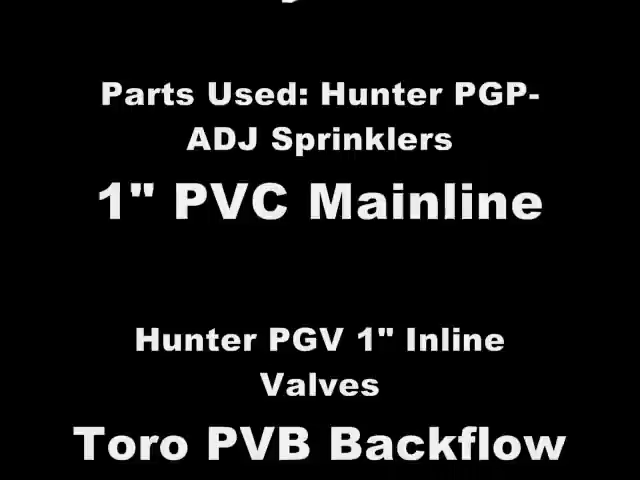 Parts Used: Hunter PGP-
ADJ Sprinklers
1" PVC Mainline
Hunter PGV 1" Inline
Valves
Toro PVB Backflow